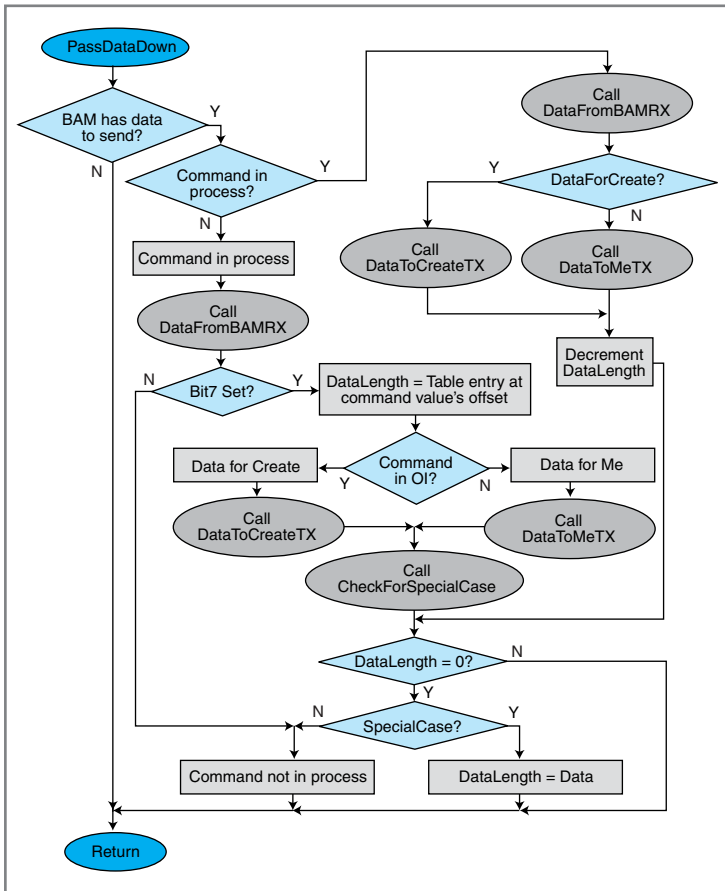 PassDataDown
BAM has data
to send?
Y
N
Command in
process?
Y
N
Call
DataFromBAMRX
DataForCreate?
Y
N
Call
DataToCreateTX
Call
DataToMeTX
Decrement
DataLength
Command in process
Call
DataFromBAMRX
Bit7 Set?
N
Y
DataLength = Table entry at
command value's offset
Command
in OI?
Y
N
Data for Create
Data for Me
Call
DataToCreateTX
Call
DataToMeTX
Call
CheckForSpecialCase
DataLength = 0?
N
Y
SpecialCase?
N
Y
Command not in process
DataLength = Data
Return